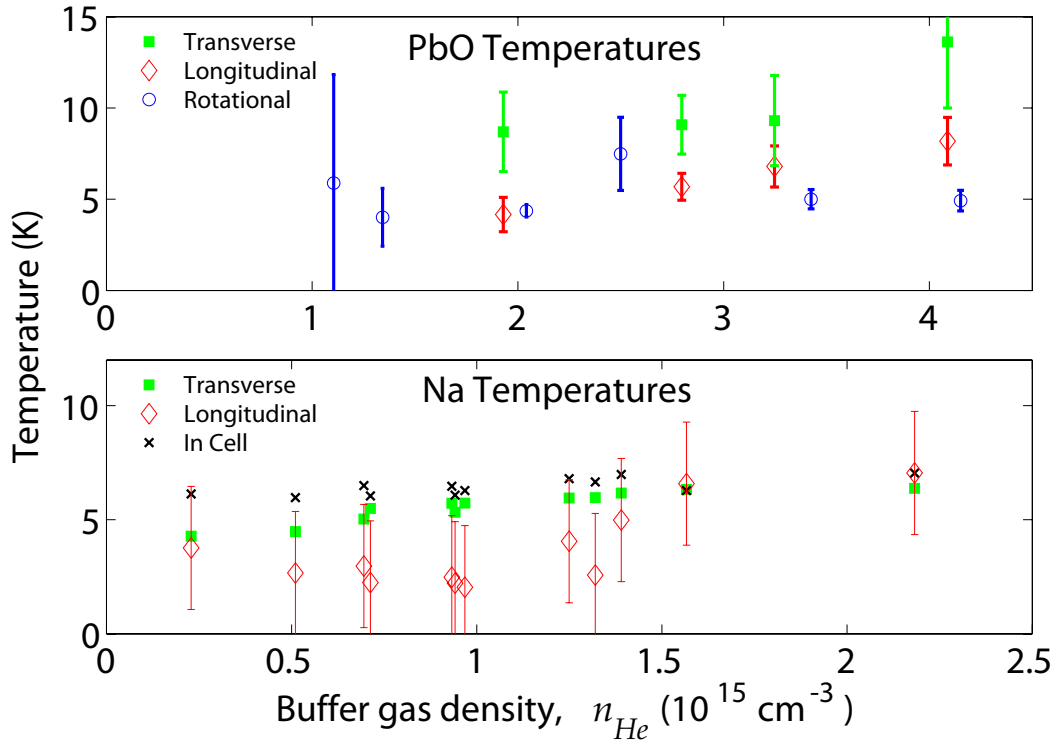 PbO Temperatures
Transverse
Longitudinal
Rotational
15
10
5
0
0 1 2 3 4
Temperature (K)
Na Temperatures
Transverse
Longitudinal
In Cell
10
5
0
0 0.5 1 1.5 2 2.5
Buffer gas density, n_He (10^15 cm^-3)